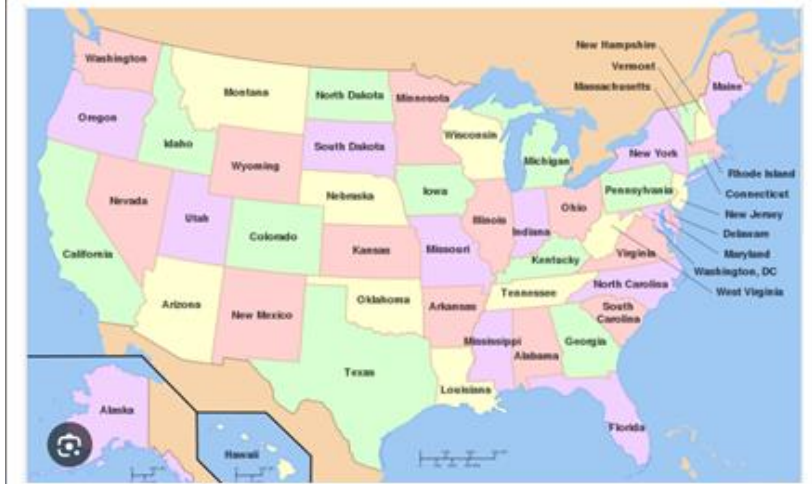 New Hampshire
Vermont
Massachusetts
Washington
Montana
North Dakota
Minnesota
Maine
Oregon
Idaho
South Dakota
Wisconsin
Michigan
New York
Wyoming
Rhode Island
Nevada
Nebraska
Iowa
Pennsylvania
Connecticut
Utah
Illinois
Indiana
Ohio
New Jersey
Colorado
Delaware
California
Kansas
Missouri
Kentucky
Virginia
Maryland
Washington, DC
Arizona
Oklahoma
Tennessee
North Carolina
West Virginia
New Mexico
Arkansas
South
Carolina
Mississippi
Alabama
Georgia
Texas
Louisiana
Alaska
Florida
Hawaii